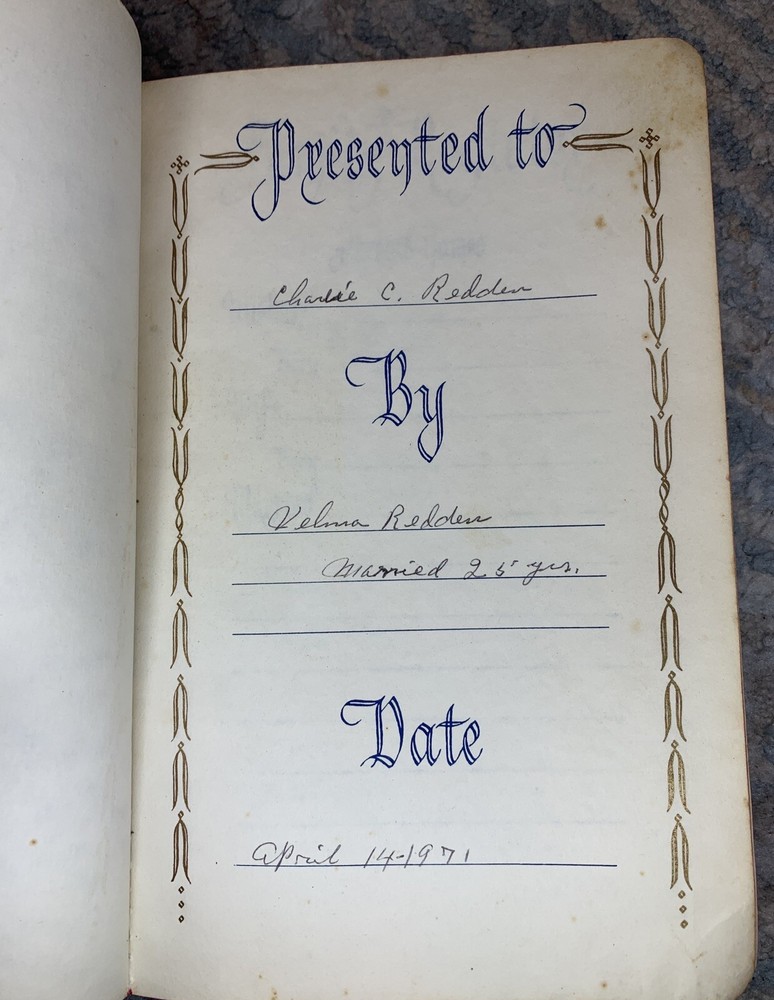 Presented to
Charlie C. Redden
By
Velma Redden
Married 25 yrs.
Date
April 14-1971